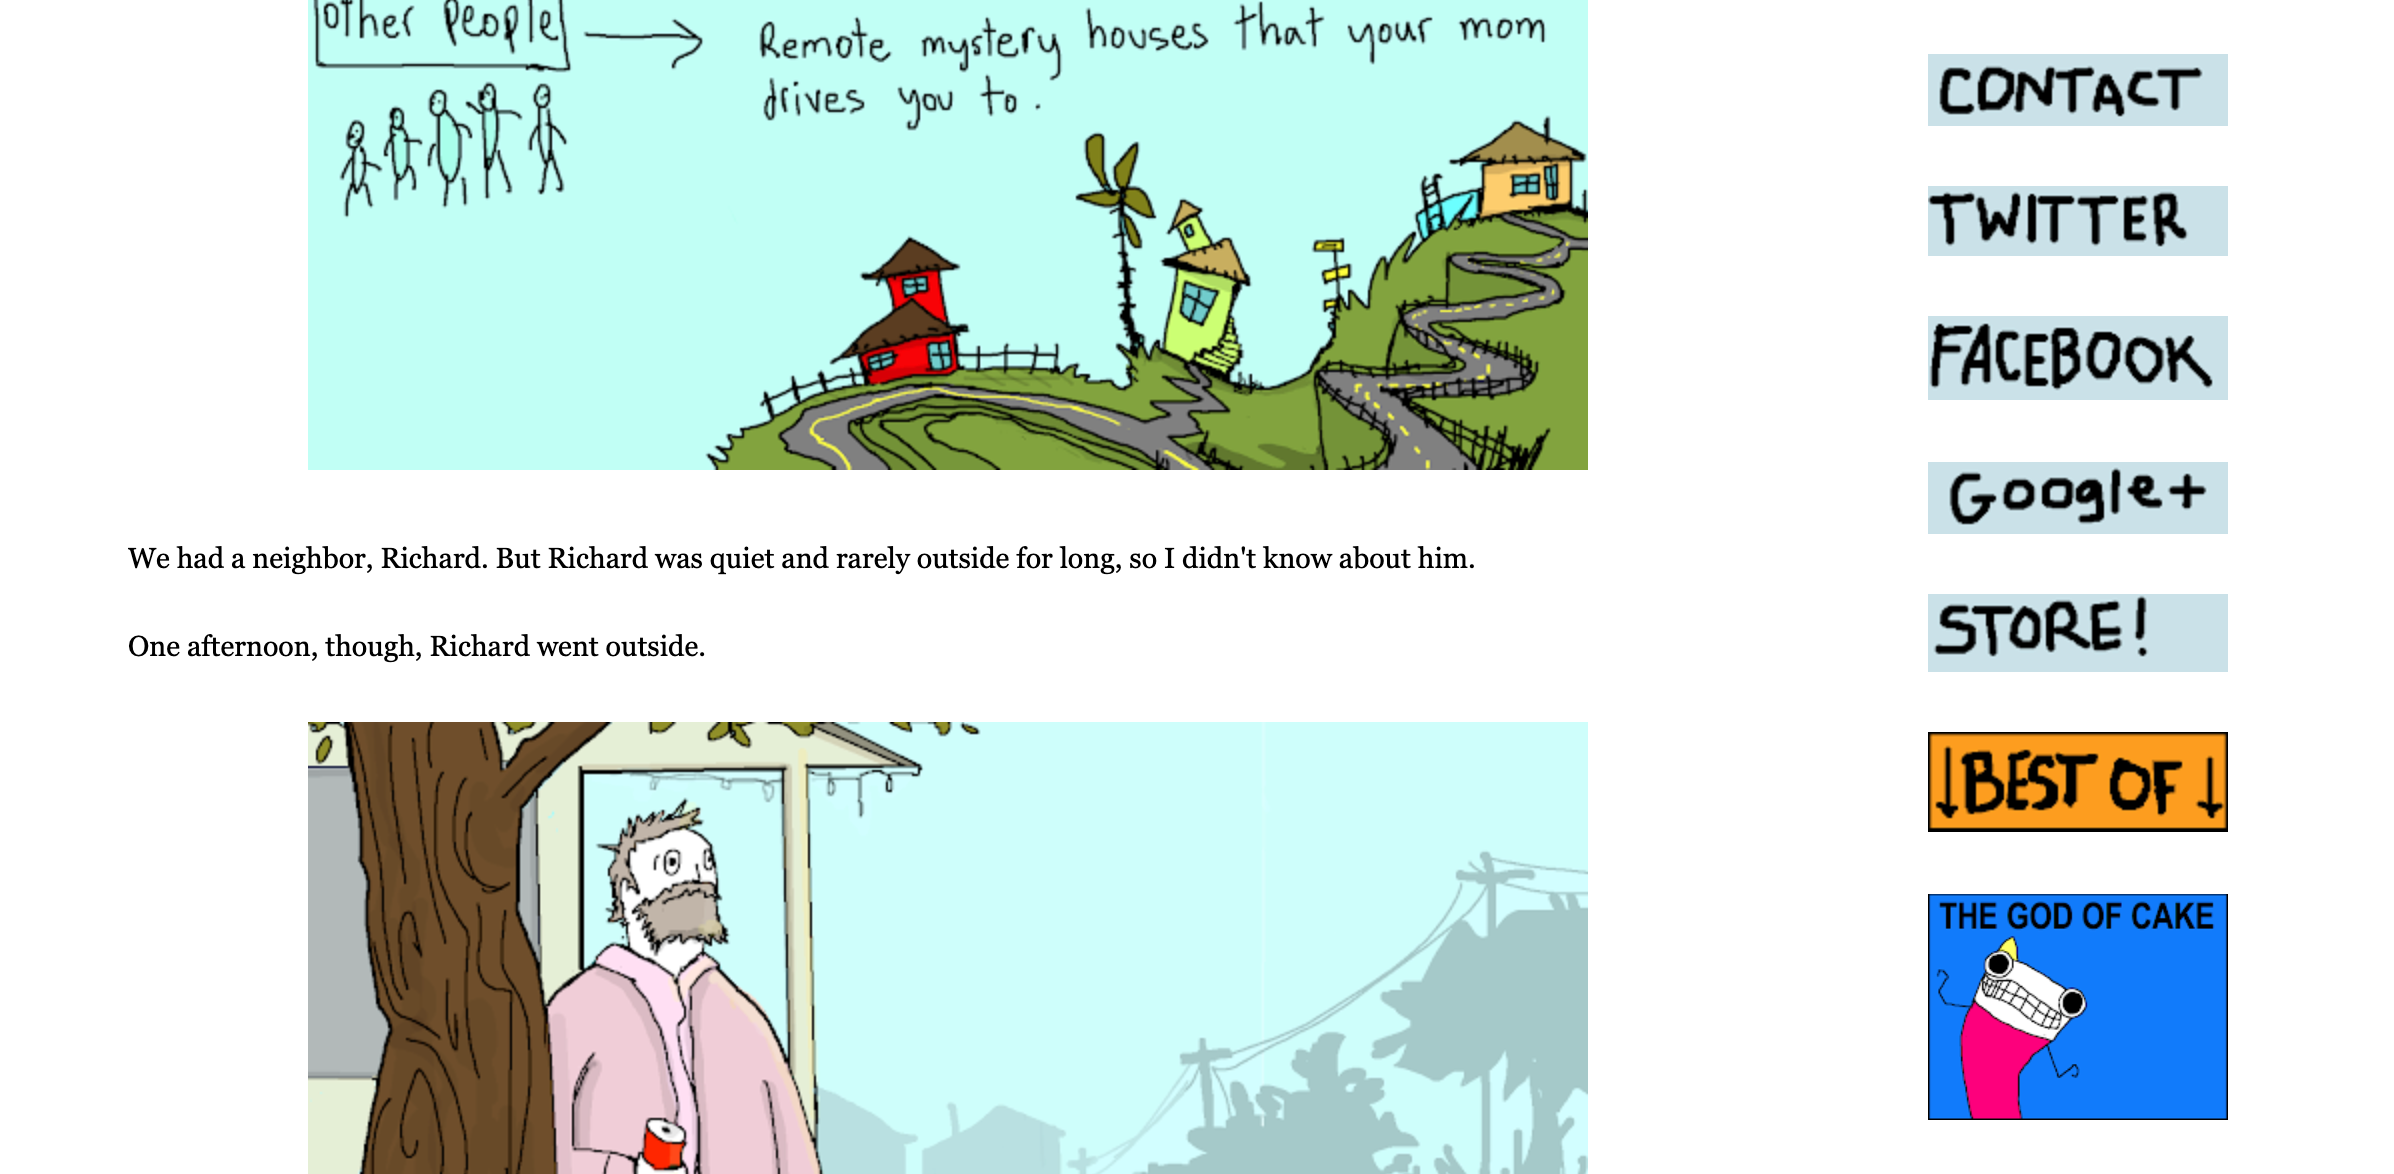 other people
Remote mystery houses that your mom
drives you to.
We had a neighbor, Richard. But Richard was quiet and rarely outside for long, so I didn't know about him.
One afternoon, though, Richard went outside.
CONTACT
TWITTER
FACEBOOK
Google+
STORE!
↓BEST OF↓
THE GOD OF CAKE